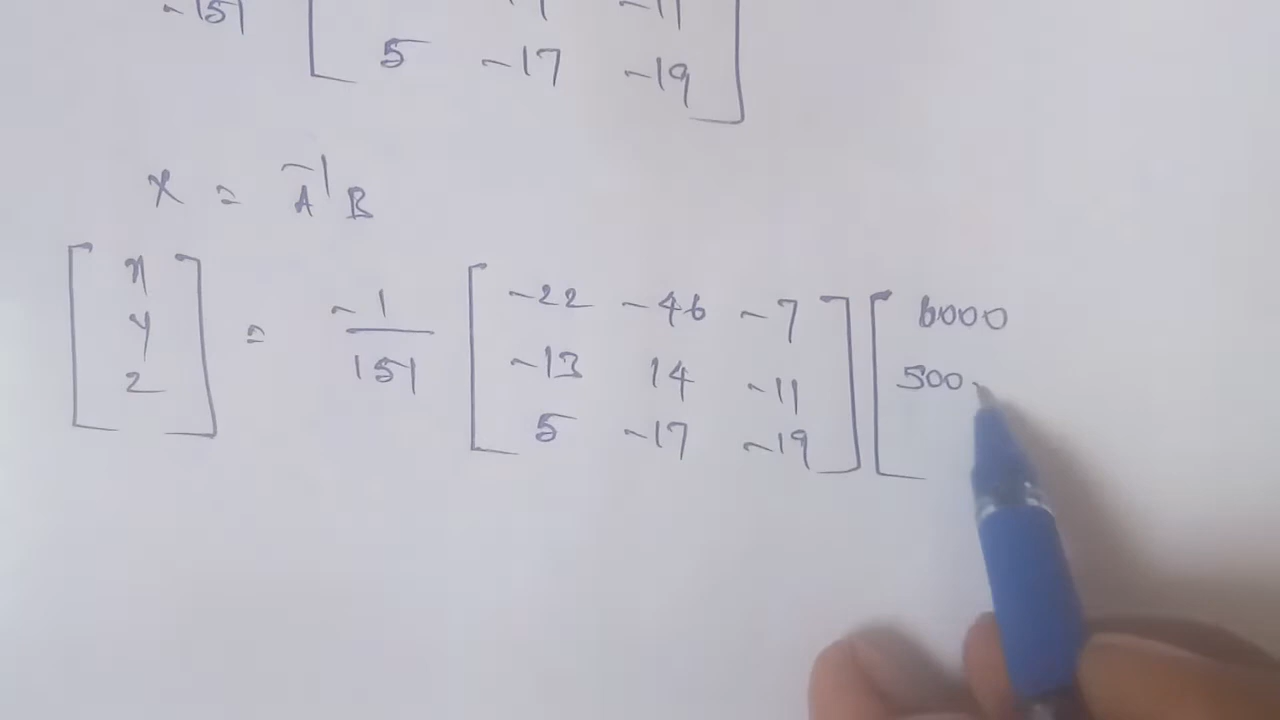 -151
5 -17 -19
X = A⁻¹ B
x
y = -1/151
z
-22 -46 -7
-13 14 -11
5 -17 -19
6000
500